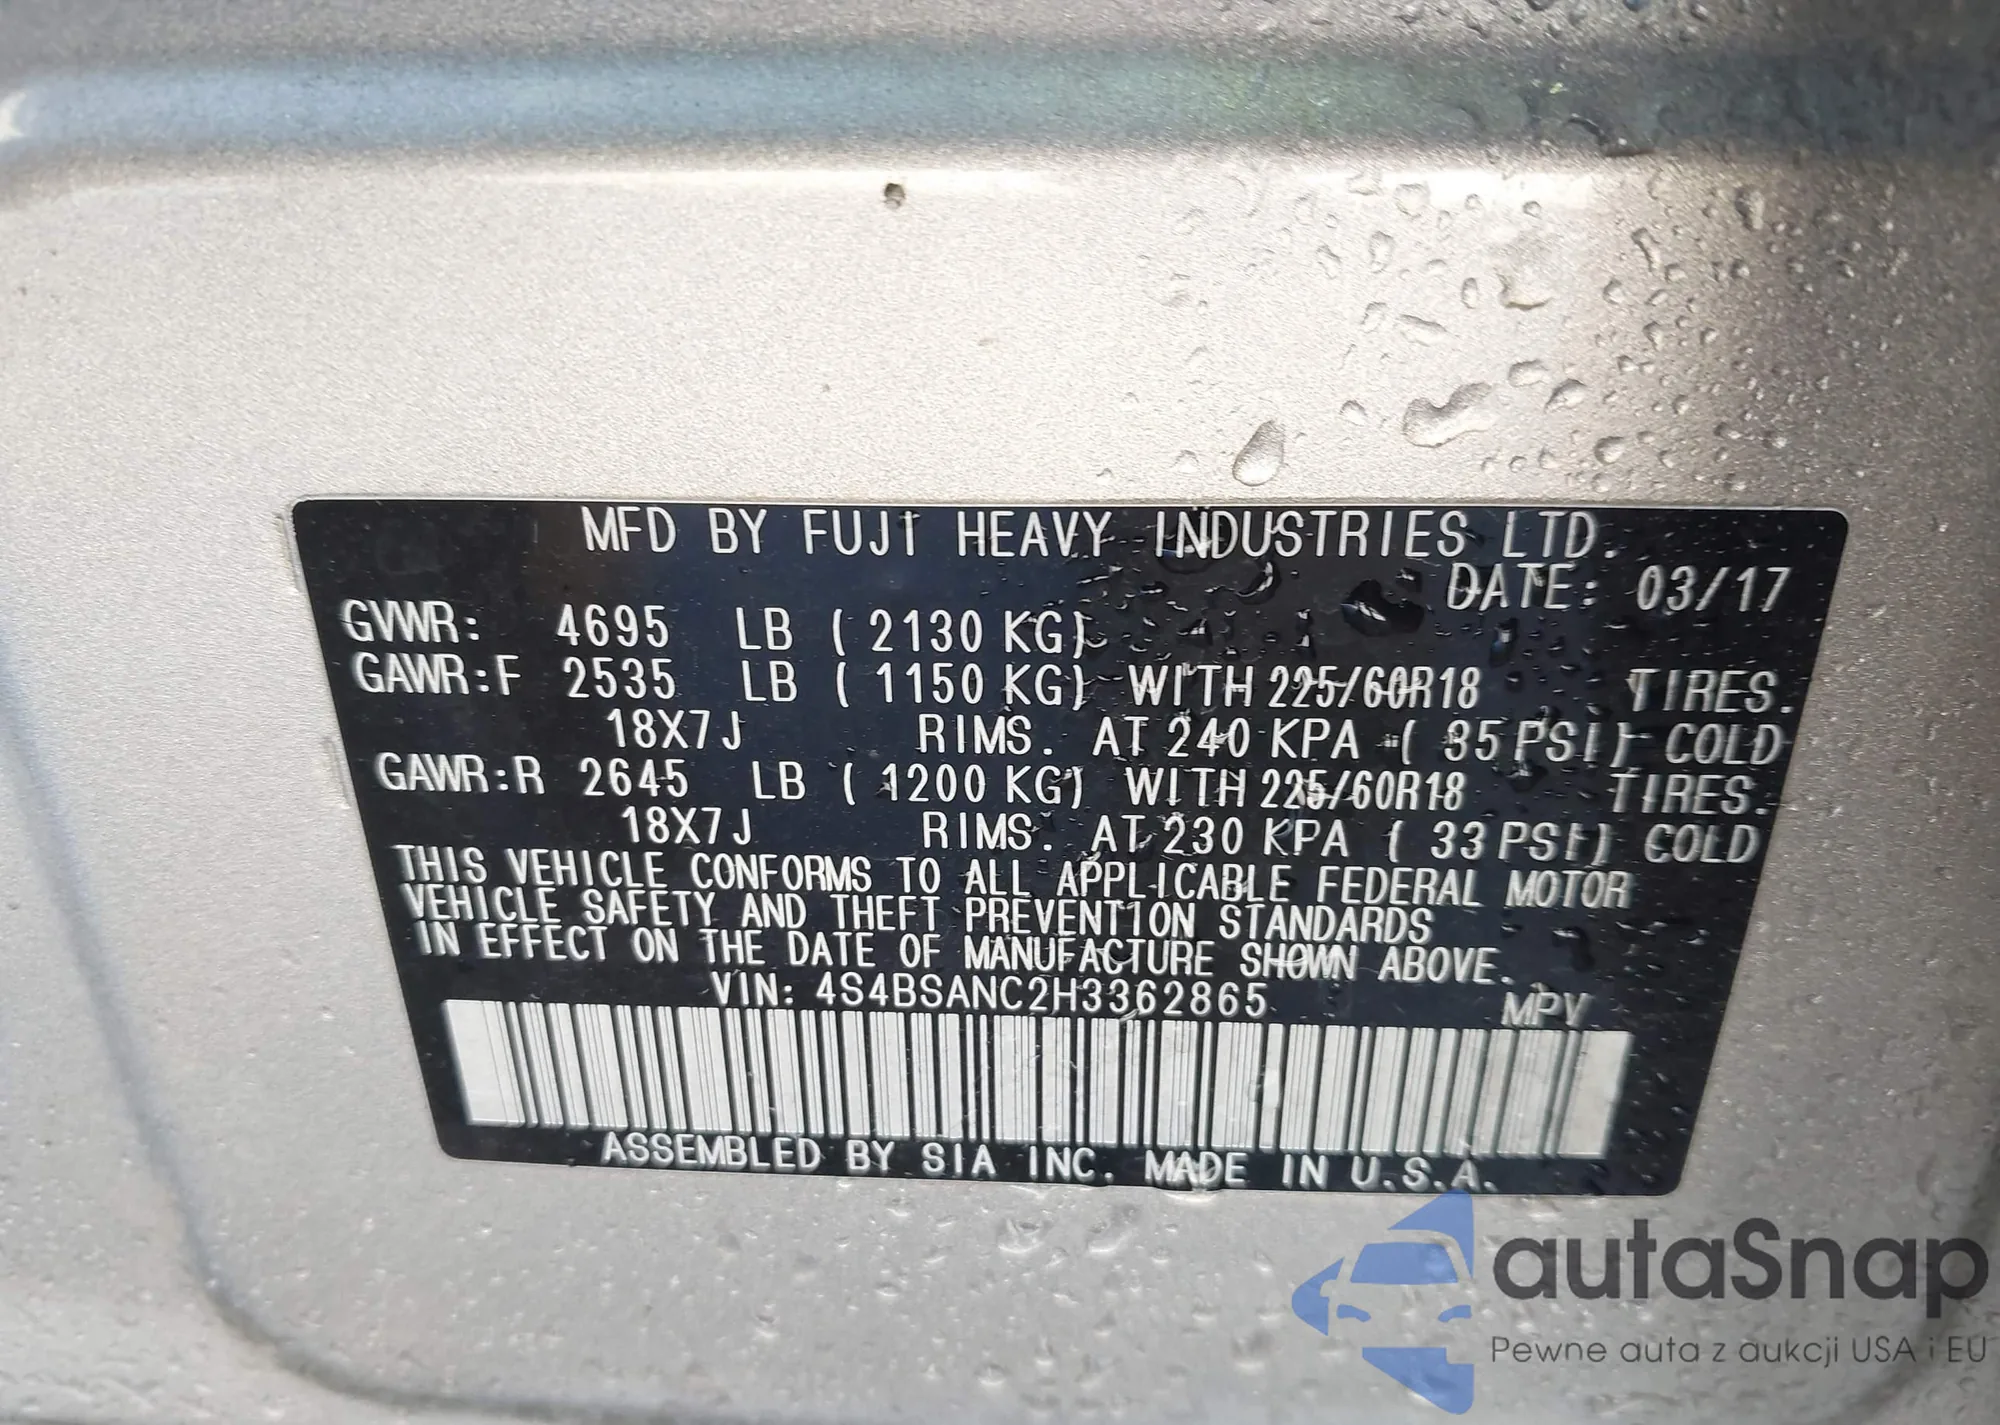 MFD BY FUJI HEAVY INDUSTRIES LTD.
DATE: 03/17
GVWR: 4695 LB ( 2130 KG)
GAWR:F 2535 LB ( 1150 KG) WITH 225/60R18 TIRES.
18X7J RIMS. AT 240 KPA ( 35 PSI) COLD
GAWR:R 2645 LB ( 1200 KG) WITH 225/60R18 TIRES.
18X7J RIMS. AT 230 KPA ( 33 PSI) COLD
THIS VEHICLE CONFORMS TO ALL APPLICABLE FEDERAL MOTOR
VEHICLE SAFETY AND THEFT PREVENTION STANDARDS
IN EFFECT ON THE DATE OF MANUFACTURE SHOWN ABOVE.
VIN: 4S4BSANC2H3362865 MPV
ASSEMBLED BY SIA INC. MADE IN U.S.A.
autaSnap
Pewne auta z aukcji USA i EU